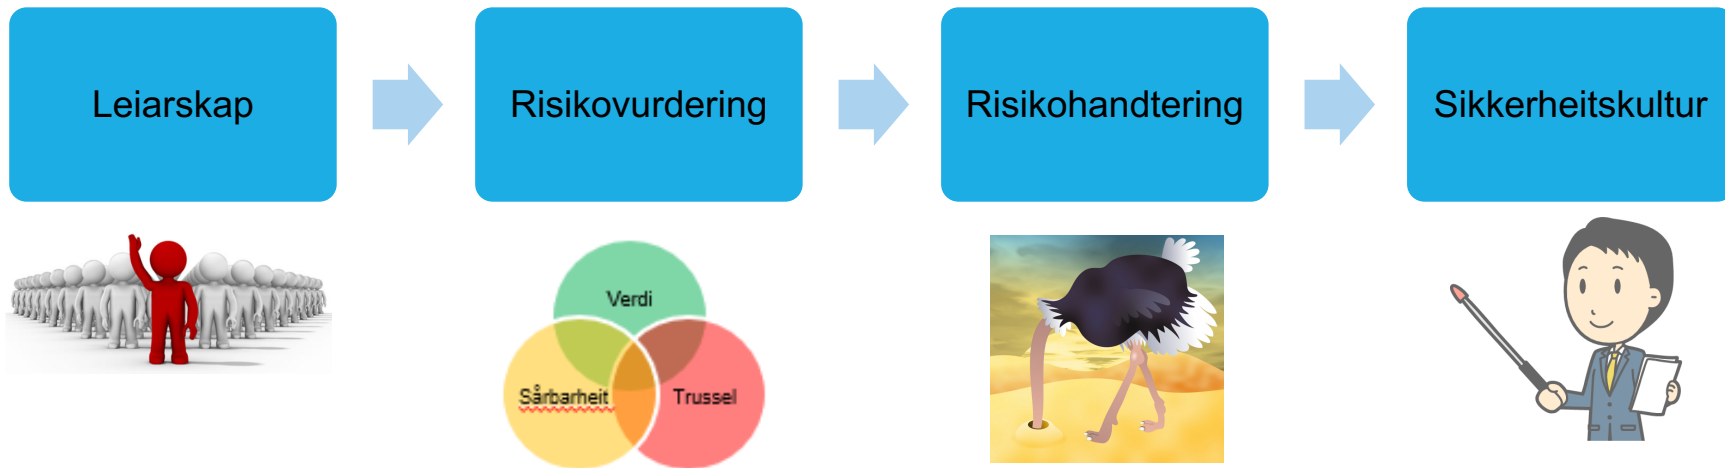 Leiarskap
Risikovurdering
Risikohandtering
Sikkerheitskultur
Verdi
Sårbarheit
Trussel